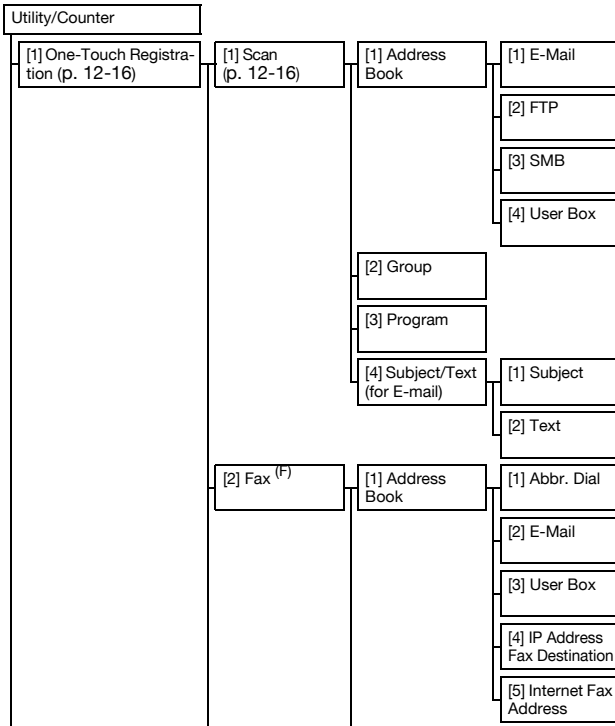 Utility/Counter
[1] One-Touch Registra-
tion (p. 12-16)
[1] Scan
(p. 12-16)
[1] Address
Book
[1] E-Mail
[2] FTP
[3] SMB
[4] User Box
[2] Group
[3] Program
[4] Subject/Text
(for E-mail)
[1] Subject
[2] Text
[2] Fax (F)
[1] Address
Book
[1] Abbr. Dial
[2] E-Mail
[3] User Box
[4] IP Address
Fax Destination
[5] Internet Fax
Address